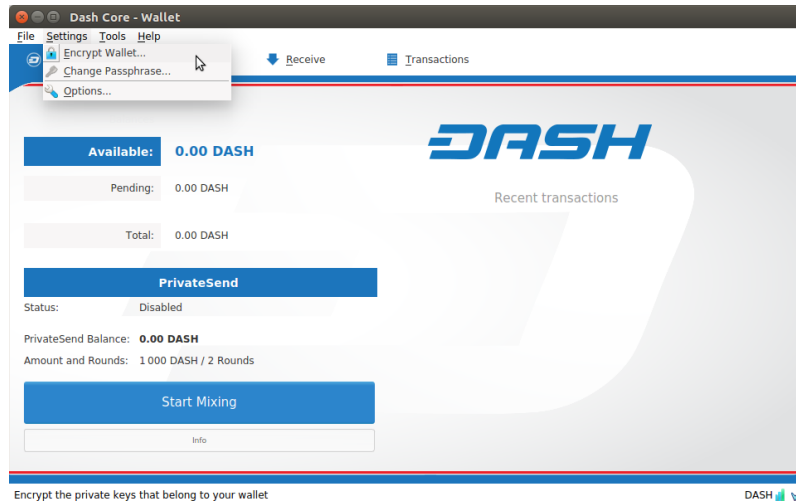 Dash Core - Wallet
File Settings Tools Help
Encrypt Wallet...
Change Passphrase...
Options...
Receive
Transactions
Available: 0.00 DASH
Pending: 0.00 DASH
Total: 0.00 DASH
DASH
Recent transactions
PrivateSend
Status: Disabled
PrivateSend Balance: 0.00 DASH
Amount and Rounds: 1 000 DASH / 2 Rounds
Start Mixing
Info
Encrypt the private keys that belong to your wallet
DASH